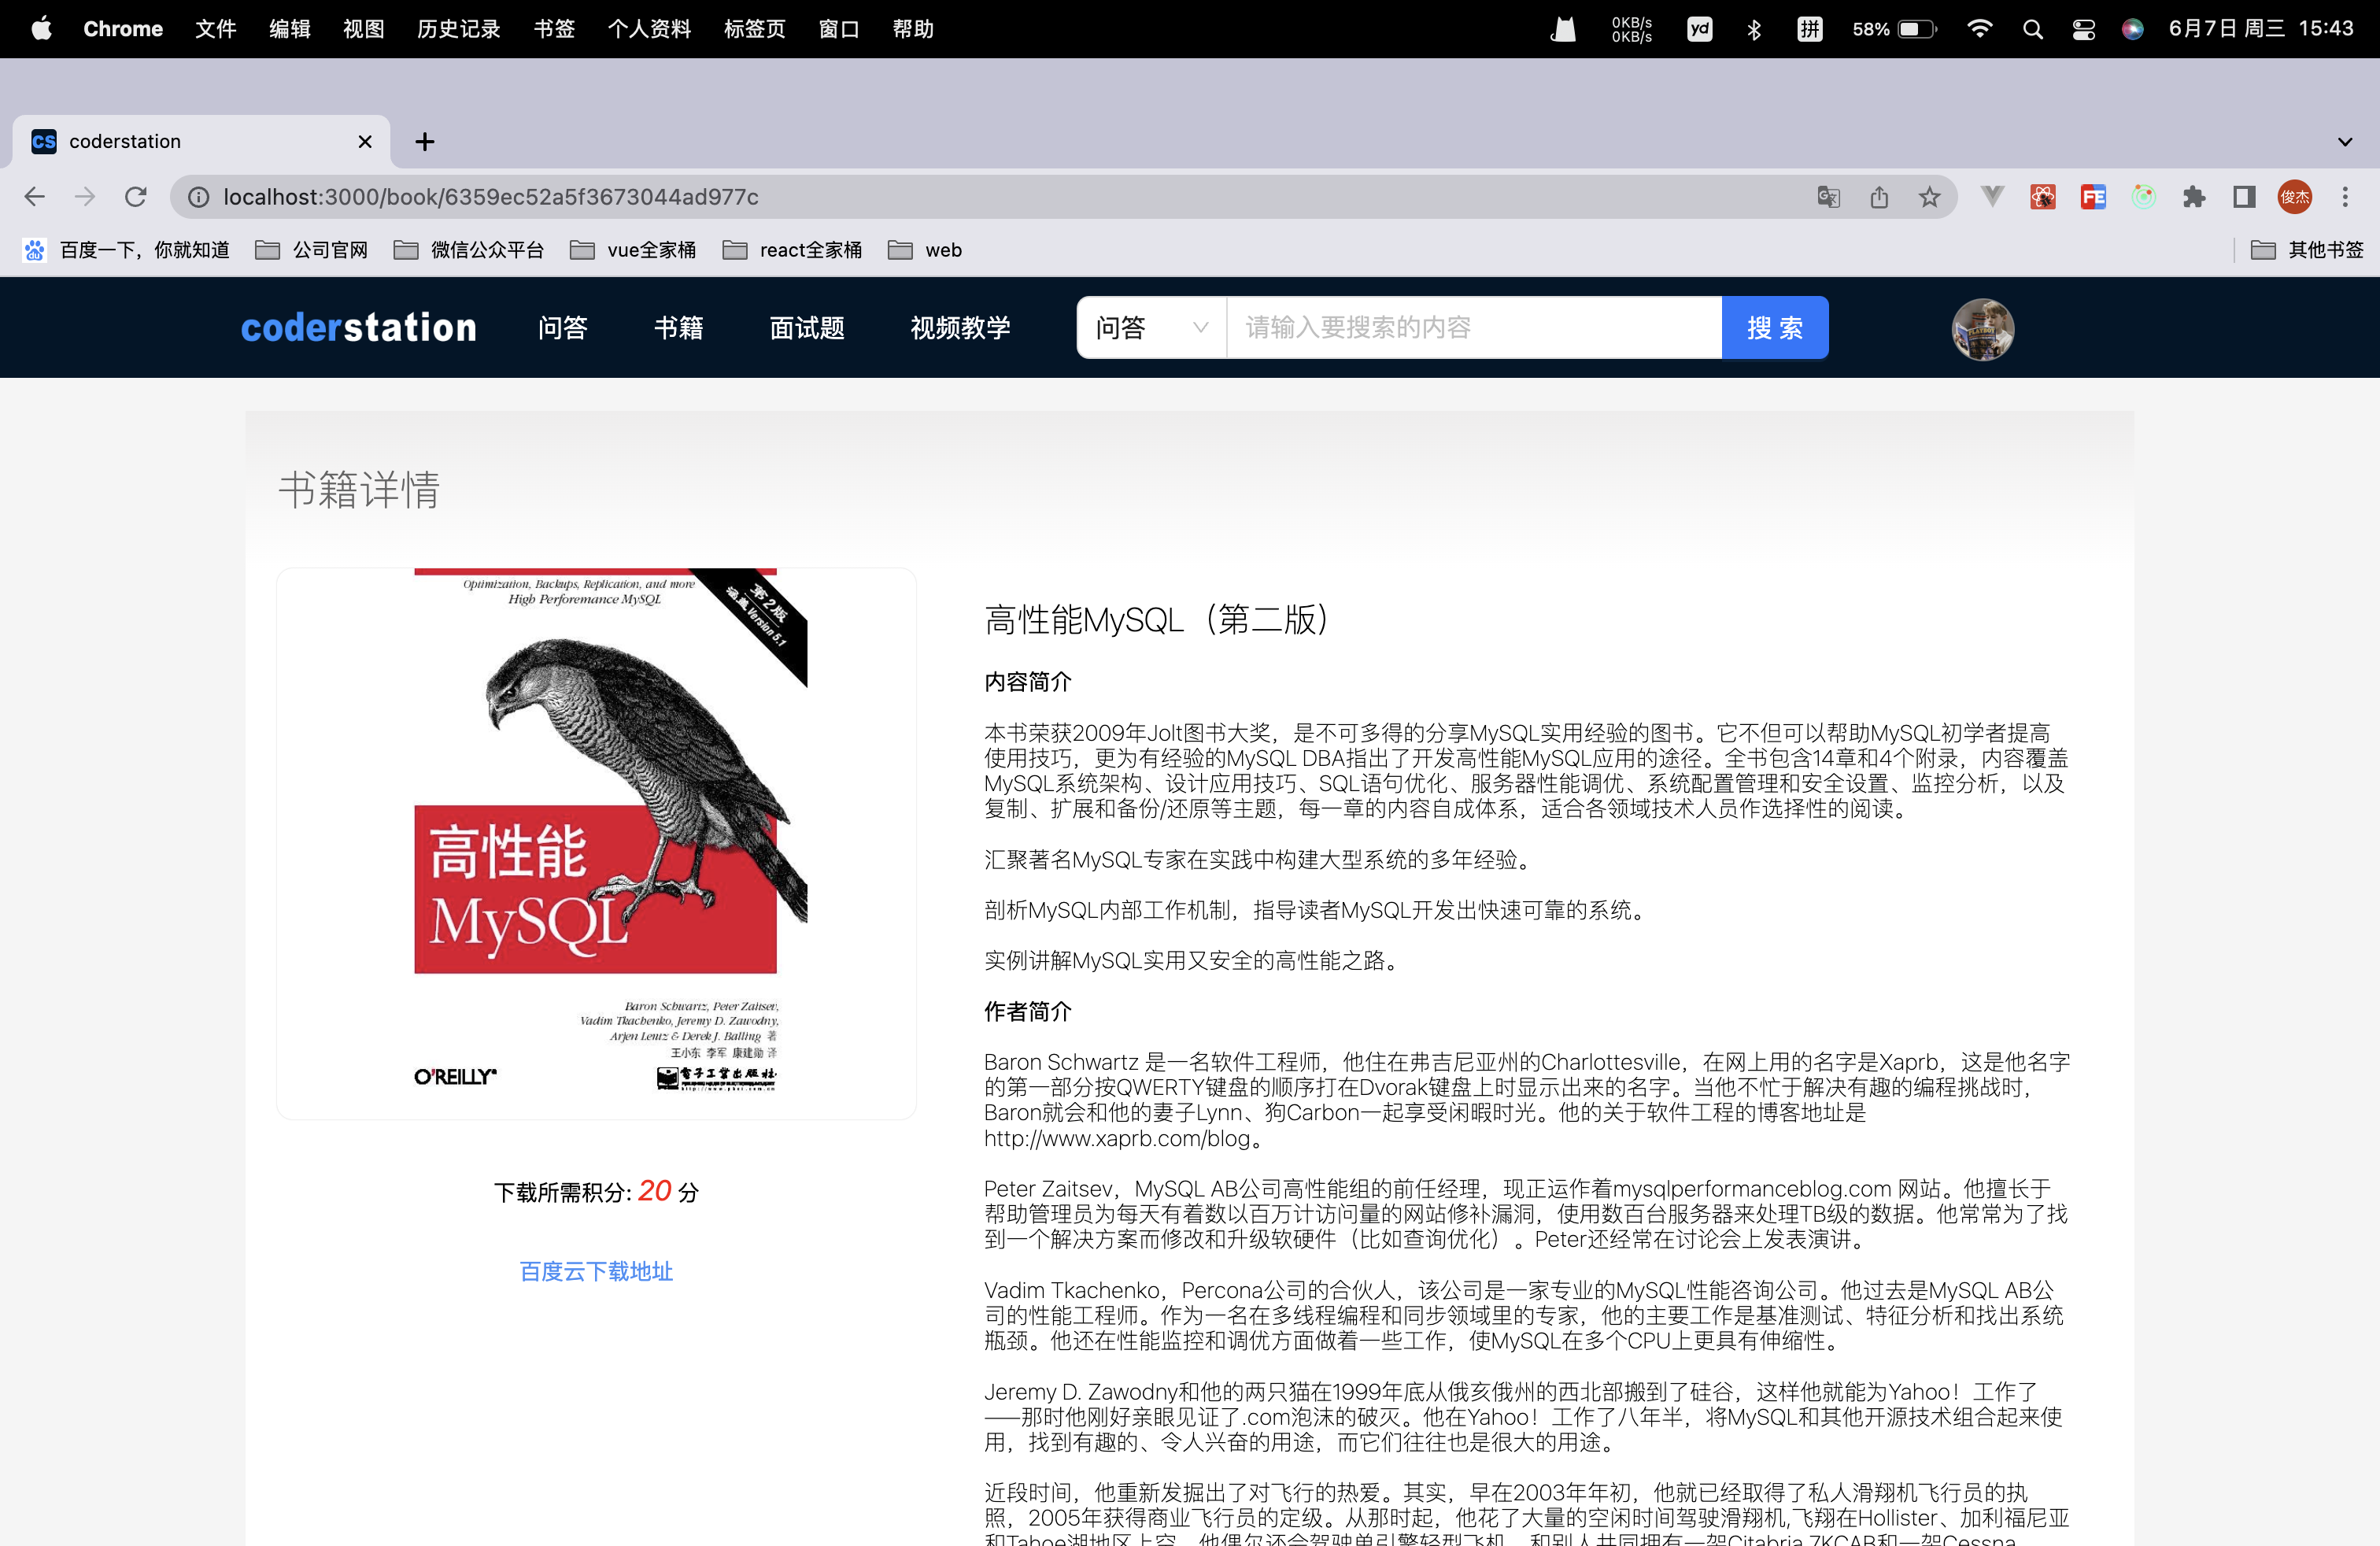 Chrome 文件 编辑 视图 历史记录 书签 个人资料 标签页 窗口 帮助
0KB/s
0KB/s
yd 拼 58% 6月7日 周三 15:43
CS coderstation
localhost:3000/book/6359ec52a5f3673044ad977c
FE 俊杰
du 百度一下，你就知道 公司官网 微信公众平台 vue全家桶 react全家桶 web 其他书签
coderstation 问答 书籍 面试题 视频教学 问答 请输入要搜索的内容 搜 索
书籍详情
Optimization, Backups, Replication, and more
High Perforemance MySQL
第2版
涵盖Version 5.1
高性能
MySQL
Baron Schwartz, Peter Zaitsev,
Vadim Tkachenko, Jeremy D. Zawodny,
Arjen Lentz & Derek J. Balling 著
王小东 李军 康建勋 译
O'REILLY
电子工业出版社
下载所需积分: 20 分
百度云下载地址
高性能MySQL（第二版）
内容简介
本书荣获2009年Jolt图书大奖，是不可多得的分享MySQL实用经验的图书。它不但可以帮助MySQL初学者提高
使用技巧，更为有经验的MySQL DBA指出了开发高性能MySQL应用的途径。全书包含14章和4个附录，内容覆盖
MySQL系统架构、设计应用技巧、SQL语句优化、服务器性能调优、系统配置管理和安全设置、监控分析，以及
复制、扩展和备份/还原等主题，每一章的内容自成体系，适合各领域技术人员作选择性的阅读。
汇聚著名MySQL专家在实践中构建大型系统的多年经验。
剖析MySQL内部工作机制，指导读者MySQL开发出快速可靠的系统。
实例讲解MySQL实用又安全的高性能之路。
作者简介
Baron Schwartz 是一名软件工程师，他住在弗吉尼亚州的Charlottesville，在网上用的名字是Xaprb，这是他名字
的第一部分按QWERTY键盘的顺序打在Dvorak键盘上时显示出来的名字。当他不忙于解决有趣的编程挑战时，
Baron就会和他的妻子Lynn、狗Carbon一起享受闲暇时光。他的关于软件工程的博客地址是
http://www.xaprb.com/blog。
Peter Zaitsev，MySQL AB公司高性能组的前任经理，现正运作着mysqlperformanceblog.com 网站。他擅长于
帮助管理员为每天有着数以百万计访问量的网站修补漏洞，使用数百台服务器来处理TB级的数据。他常常为了找
到一个解决方案而修改和升级软硬件（比如查询优化）。Peter还经常在讨论会上发表演讲。
Vadim Tkachenko，Percona公司的合伙人，该公司是一家专业的MySQL性能咨询公司。他过去是MySQL AB公
司的性能工程师。作为一名在多线程编程和同步领域里的专家，他的主要工作是基准测试、特征分析和找出系统
瓶颈。他还在性能监控和调优方面做着一些工作，使MySQL在多个CPU上更具有伸缩性。
Jeremy D. Zawodny和他的两只猫在1999年底从俄亥俄州的西北部搬到了硅谷，这样他就能为Yahoo！工作了
——那时他刚好亲眼见证了.com泡沫的破灭。他在Yahoo！工作了八年半，将MySQL和其他开源技术组合起来使
用，找到有趣的、令人兴奋的用途，而它们往往也是很大的用途。
近段时间，他重新发掘出了对飞行的热爱。其实，早在2003年年初，他就已经取得了私人滑翔机飞行员的执
照，2005年获得商业飞行员的定级。从那时起，他花了大量的空闲时间驾驶滑翔机,飞翔在Hollister、加利福尼亚
和Tahoe湖地区上空。他偶尔还会驾驶单引擎轻型飞机，和别人共同拥有一架Citabria 7KCAB和一架Cessna